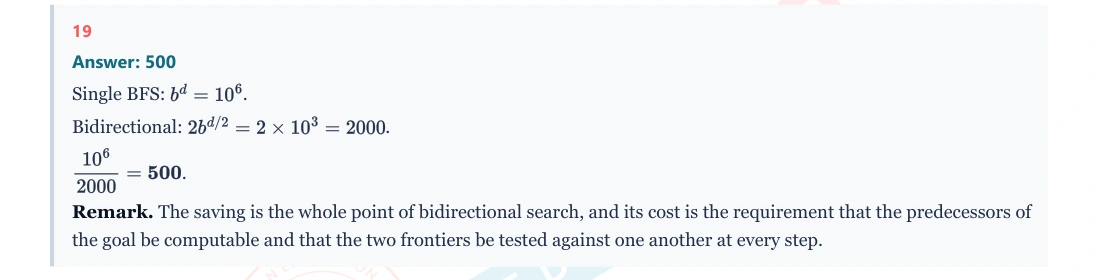 19
Answer: 500
Single BFS: b^d = 10^6.
Bidirectional: 2b^{d/2} = 2 × 10^3 = 2000.
10^6/2000 = 500.
Remark. The saving is the whole point of bidirectional search, and its cost is the requirement that the predecessors of
the goal be computable and that the two frontiers be tested against one another at every step.